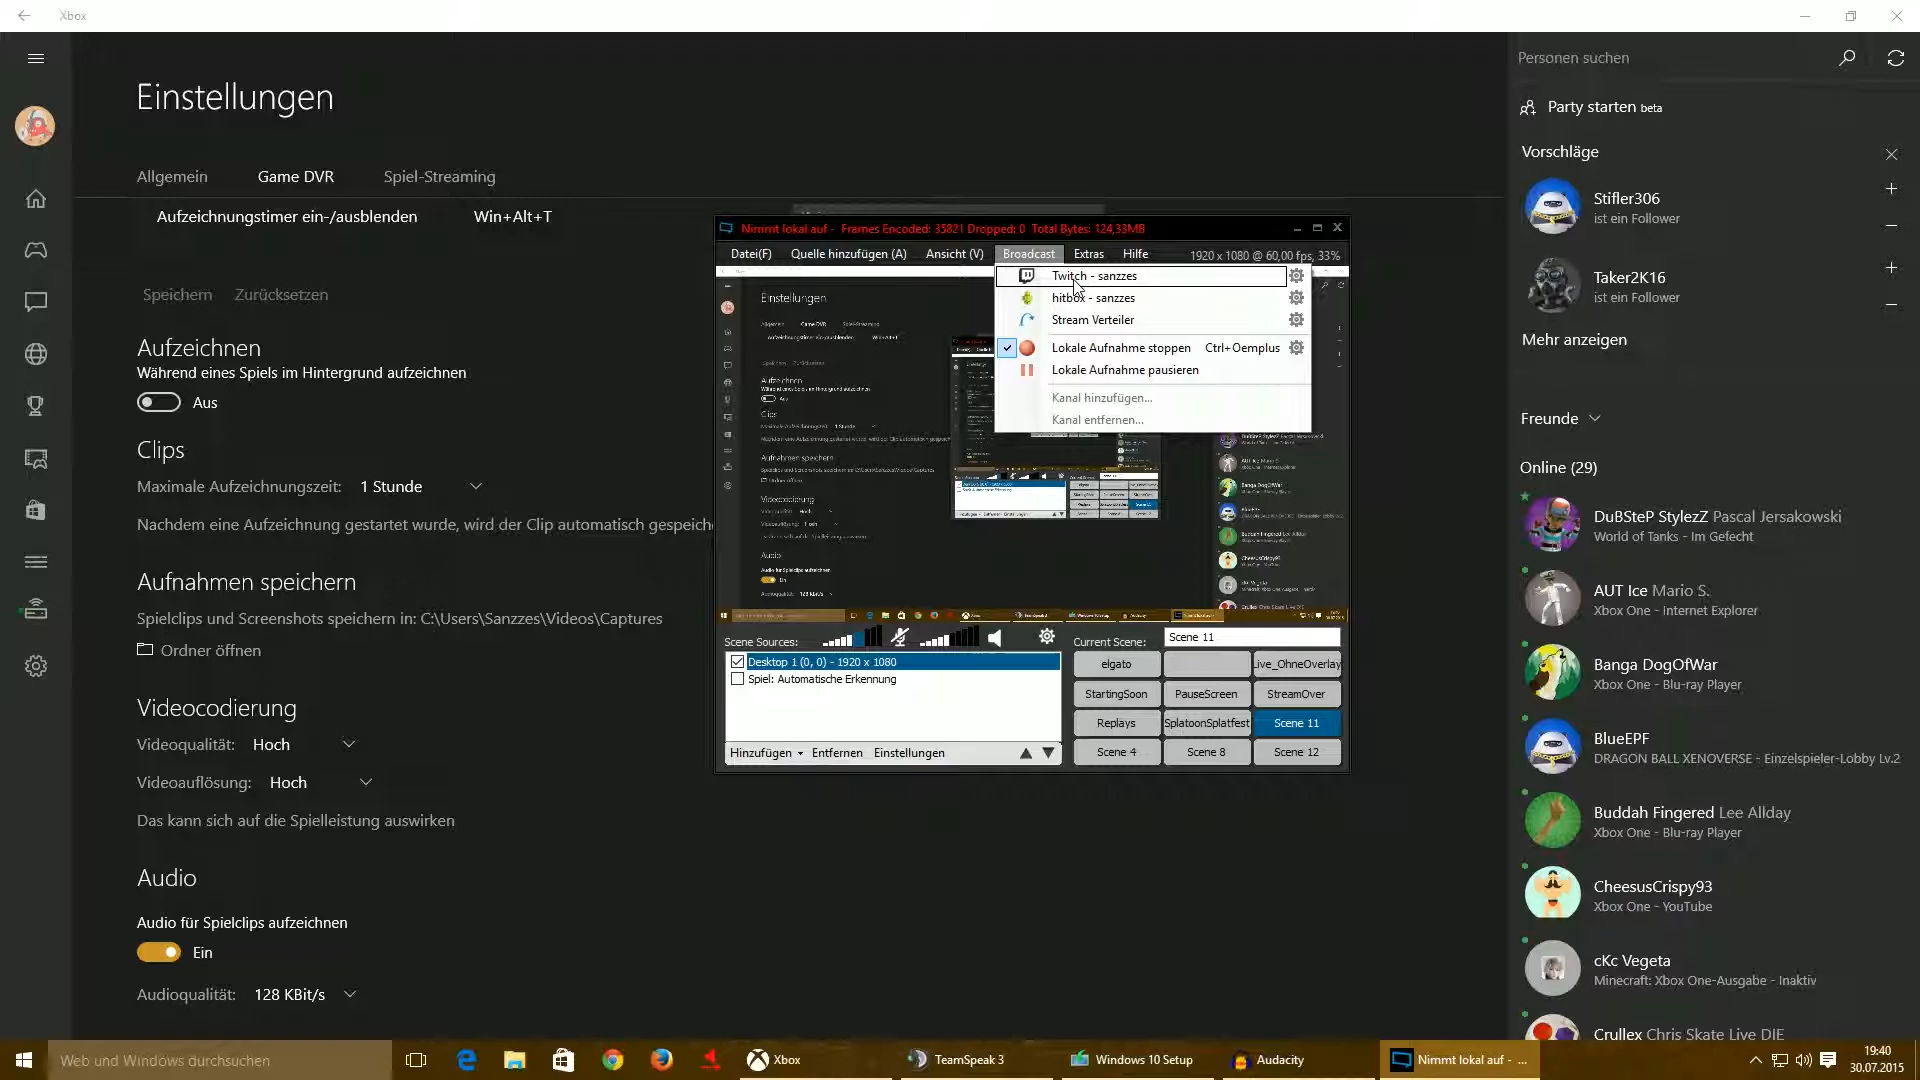 Xbox
Einstellungen
Allgemein
Game DVR
Spiel-Streaming
Aufzeichnungstimer ein-/ausblenden
Win+Alt+T
Speichern
Zurücksetzen
Aufzeichnen
Während eines Spiels im Hintergrund aufzeichnen
Aus
Clips
Maximale Aufzeichnungszeit: 1 Stunde
Nachdem eine Aufzeichnung gestartet wurde, wird der Clip automatisch gespeiche
Aufnahmen speichern
Spielclips und Screenshots speichern in: C:\Users\Sanzzes\Videos\Captures
Ordner öffnen
Videocodierung
Videoqualität: Hoch
Videoauflösung: Hoch
Das kann sich auf die Spielleistung auswirken
Audio
Audio für Spielclips aufzeichnen
Ein
Audioqualität: 128 KBit/s
Nimmt lokal auf - Frames Encoded: 35821 Dropped: 0 Total Bytes: 124,33MB
Datei(F)
Quelle hinzufügen (A)
Ansicht (V)
Broadcast
Extras
Hilfe
1920 x 1080 @ 60,00 fps, 33%
Twitch - sanzzes
hitbox - sanzzes
Stream Verteiler
Lokale Aufnahme stoppen Ctrl+Oemplus
Lokale Aufnahme pausieren
Kanal hinzufügen...
Kanal entfernen...
Einstellungen
Aufzeichnen
Clips
Aufnahmen speichern
Videocodierung
Audio
Scene Sources:
Desktop 1 (0, 0) - 1920 x 1080
Spiel: Automatische Erkennung
Hinzufügen
Entfernen
Einstellungen
Current Scene:
Scene 11
elgato
Live_OhneOverlay
StartingSoon
PauseScreen
StreamOver
Replays
SplatoonSplatfest
Scene 11
Scene 4
Scene 8
Scene 12
Personen suchen
Party starten beta
Vorschläge
Stifler306
ist ein Follower
Taker2K16
ist ein Follower
Mehr anzeigen
Freunde
Online (29)
DuBSteP StylezZ Pascal Jersakowski
World of Tanks - Im Gefecht
AUT Ice Mario S.
Xbox One - Internet Explorer
Banga DogOfWar
Xbox One - Blu-ray Player
BlueEPF
DRAGON BALL XENOVERSE - Einzelspieler-Lobby Lv.2
Buddah Fingered Lee Allday
Xbox One - Blu-ray Player
CheesusCrispy93
Xbox One - YouTube
cKc Vegeta
Minecraft: Xbox One-Ausgabe - Inaktiv
Crullex Chris Skate Live DIE
Web und Windows durchsuchen
Xbox
TeamSpeak 3
Windows 10 Setup
Audacity
Nimmt lokal auf - ...
19:40
30.07.2015